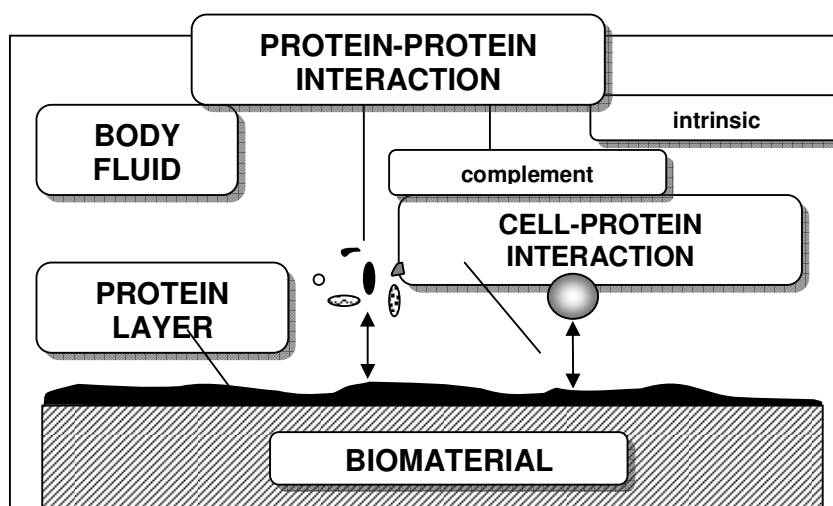 PROTEIN-PROTEIN
INTERACTION
intrinsic
BODY
FLUID
complement
CELL-PROTEIN
INTERACTION
PROTEIN
LAYER
BIOMATERIAL